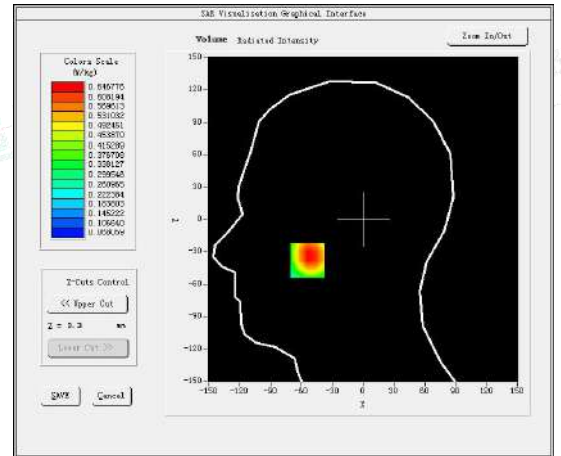 SAR Visualisation Graphical Interface
Volume Radiated Intensity
Zoom In/Out
Colors Scale
(W/Kg)
0.646776
0.608194
0.569613
0.531032
0.492451
0.453870
0.415289
0.376708
0.338127
0.299546
0.260965
0.222384
0.183803
0.145222
0.106640
0.068059
Z-Cuts Control
<< Upper Cut
Z = 3.3 mm
Lower Cut >>
SAVE
Cancel
150
120
90
60
30
0
-30
-60
-90
-120
-150
Z
-150 -120 -90 -60 -30 0 30 60 90 120 150
X